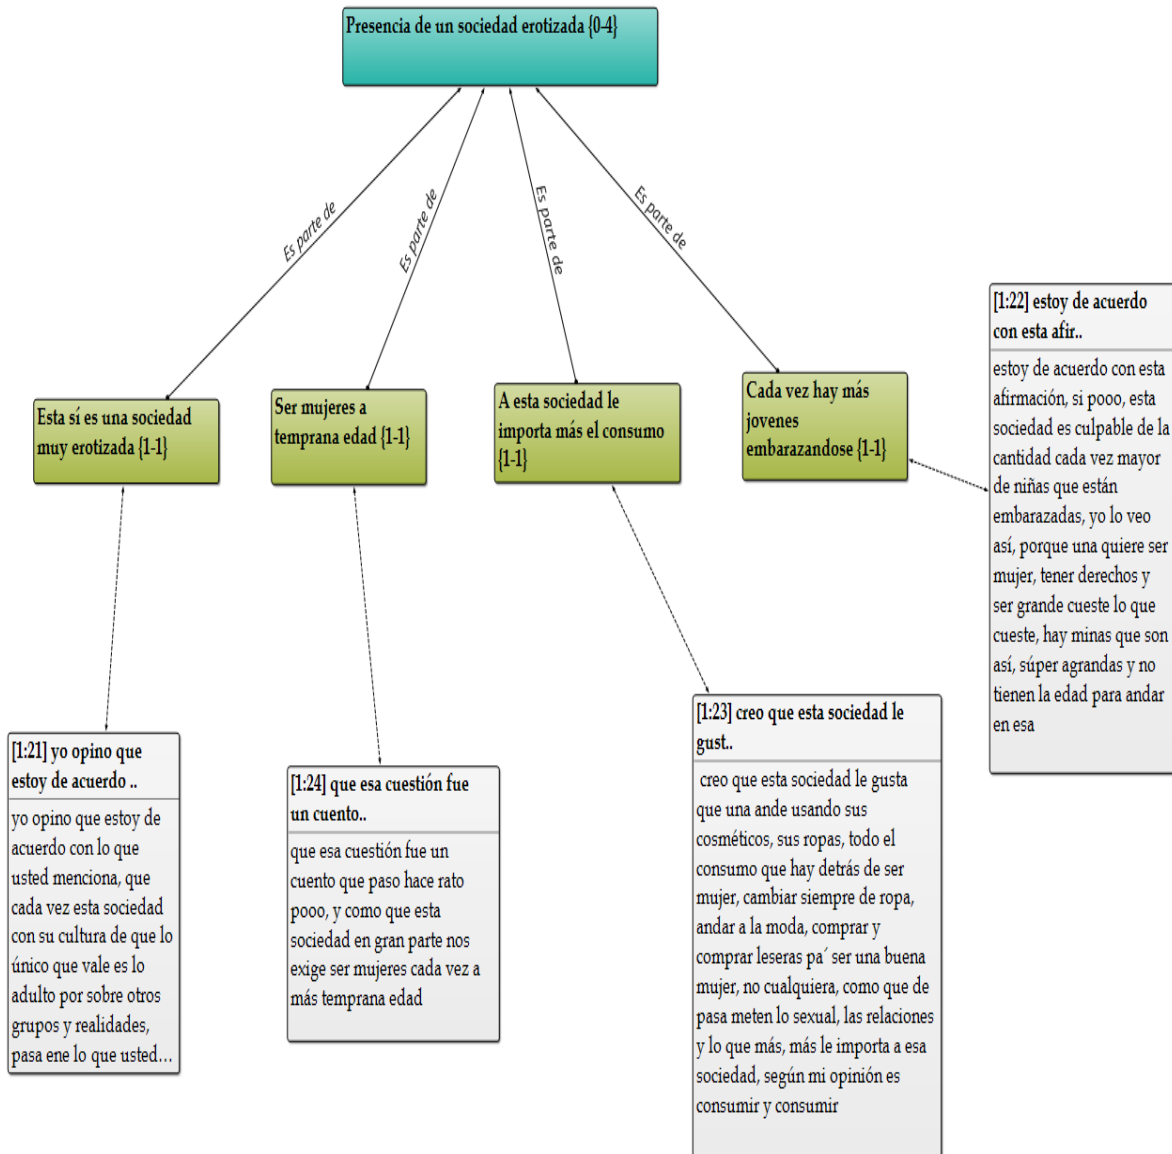 Presencia de un sociedad erotizada {0-4}
Es parte de
Es parte de
Es parte de
Es parte de
Esta sí es una sociedad
muy erotizada {1-1}
Ser mujeres a
temprana edad {1-1}
A esta sociedad le
importa más el consumo
{1-1}
Cada vez hay más
jovenes
embarazandose {1-1}
[1:22] estoy de acuerdo
con esta afir..
estoy de acuerdo con esta
afirmación, si pooo, esta
sociedad es culpable de la
cantidad cada vez mayor
de niñas que están
embarazadas, yo lo veo
así, porque una quiere ser
mujer, tener derechos y
ser grande cueste lo que
cueste, hay minas que son
así, súper agrandas y no
tienen la edad para andar
en esa
[1:21] yo opino que
estoy de acuerdo ..
yo opino que estoy de
acuerdo con lo que
usted menciona, que
cada vez esta sociedad
con su cultura de que lo
único que vale es lo
adulto por sobre otros
grupos y realidades,
pasa ene lo que usted...
[1:24] que esa cuestión fue
un cuento..
que esa cuestión fue un
cuento que paso hace rato
pooo, y como que esta
sociedad en gran parte nos
exige ser mujeres cada vez a
más temprana edad
[1:23] creo que esta sociedad le
gust..
creo que esta sociedad le gusta
que una ande usando sus
cosméticos, sus ropas, todo el
consumo que hay detrás de ser
mujer, cambiar siempre de ropa,
andar a la moda, comprar y
comprar leseras pa´ ser una buena
mujer, no cualquiera, como que de
pasa meten lo sexual, las relaciones
y lo que más, más le importa a esa
sociedad, según mi opinión es
consumir y consumir